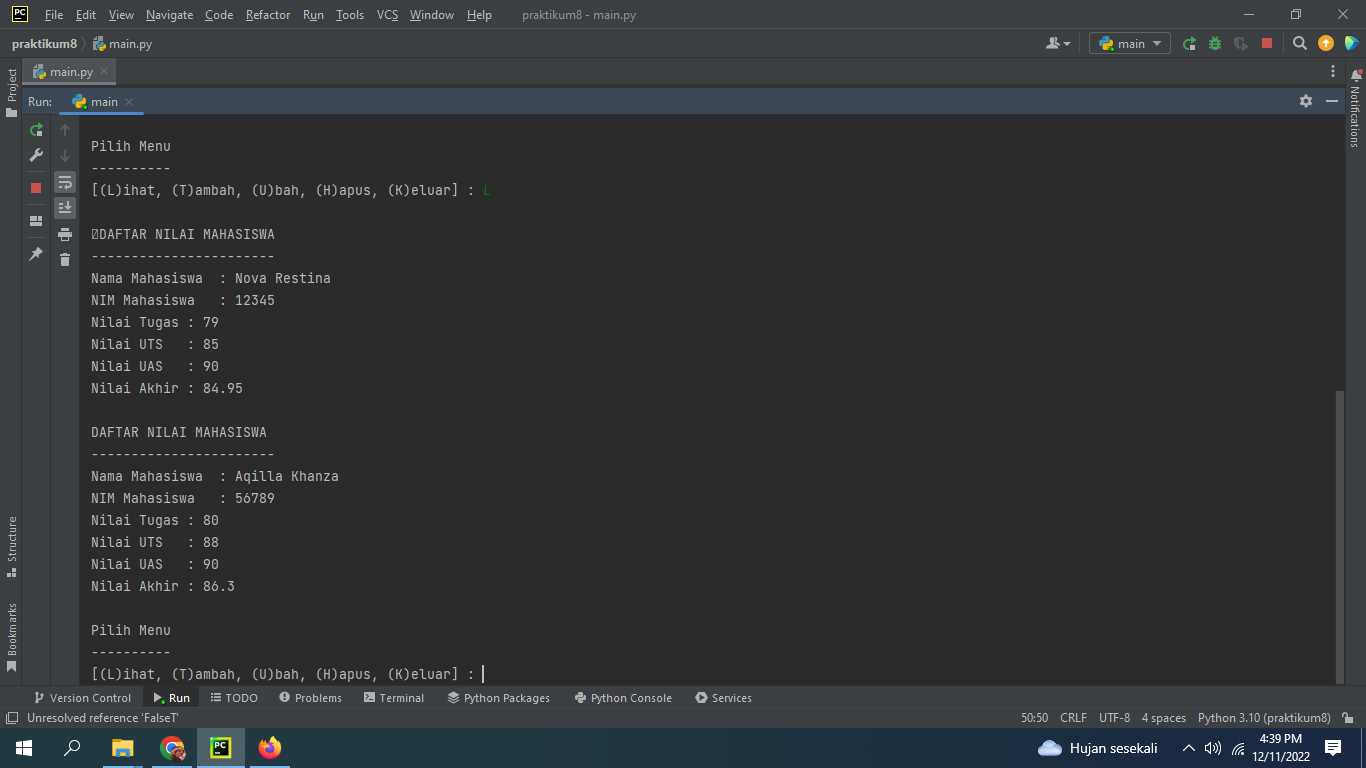 PC File Edit View Navigate Code Refactor Run Tools VCS Window Help praktikum8 - main.py
praktikum8 main.py main
main.py
Run: main
Project
Structure
Bookmarks
Notifications
Pilih Menu
----------
[(L)ihat, (T)ambah, (U)bah, (H)apus, (K)eluar] : L
DAFTAR NILAI MAHASISWA
-----------------------
Nama Mahasiswa  : Nova Restina
NIM Mahasiswa   : 12345
Nilai Tugas : 79
Nilai UTS   : 85
Nilai UAS   : 90
Nilai Akhir : 84.95
DAFTAR NILAI MAHASISWA
-----------------------
Nama Mahasiswa  : Aqilla Khanza
NIM Mahasiswa   : 56789
Nilai Tugas : 80
Nilai UTS   : 88
Nilai UAS   : 90
Nilai Akhir : 86.3
Pilih Menu
----------
[(L)ihat, (T)ambah, (U)bah, (H)apus, (K)eluar] :
Version Control Run TODO Problems Terminal Python Packages Python Console Services
Unresolved reference 'FalseT' 50:50 CRLF UTF-8 4 spaces Python 3.10 (praktikum8)
PC Hujan sesekali 4:39 PM
12/11/2022